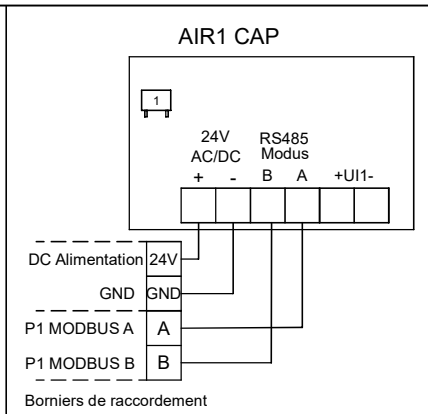 AIR1 CAP
1
24V RS485
AC/DC Modus
+ - B A +UI1-
DC Alimentation 24V
GND GND
P1 MODBUS A A
P1 MODBUS B B
Borniers de raccordement